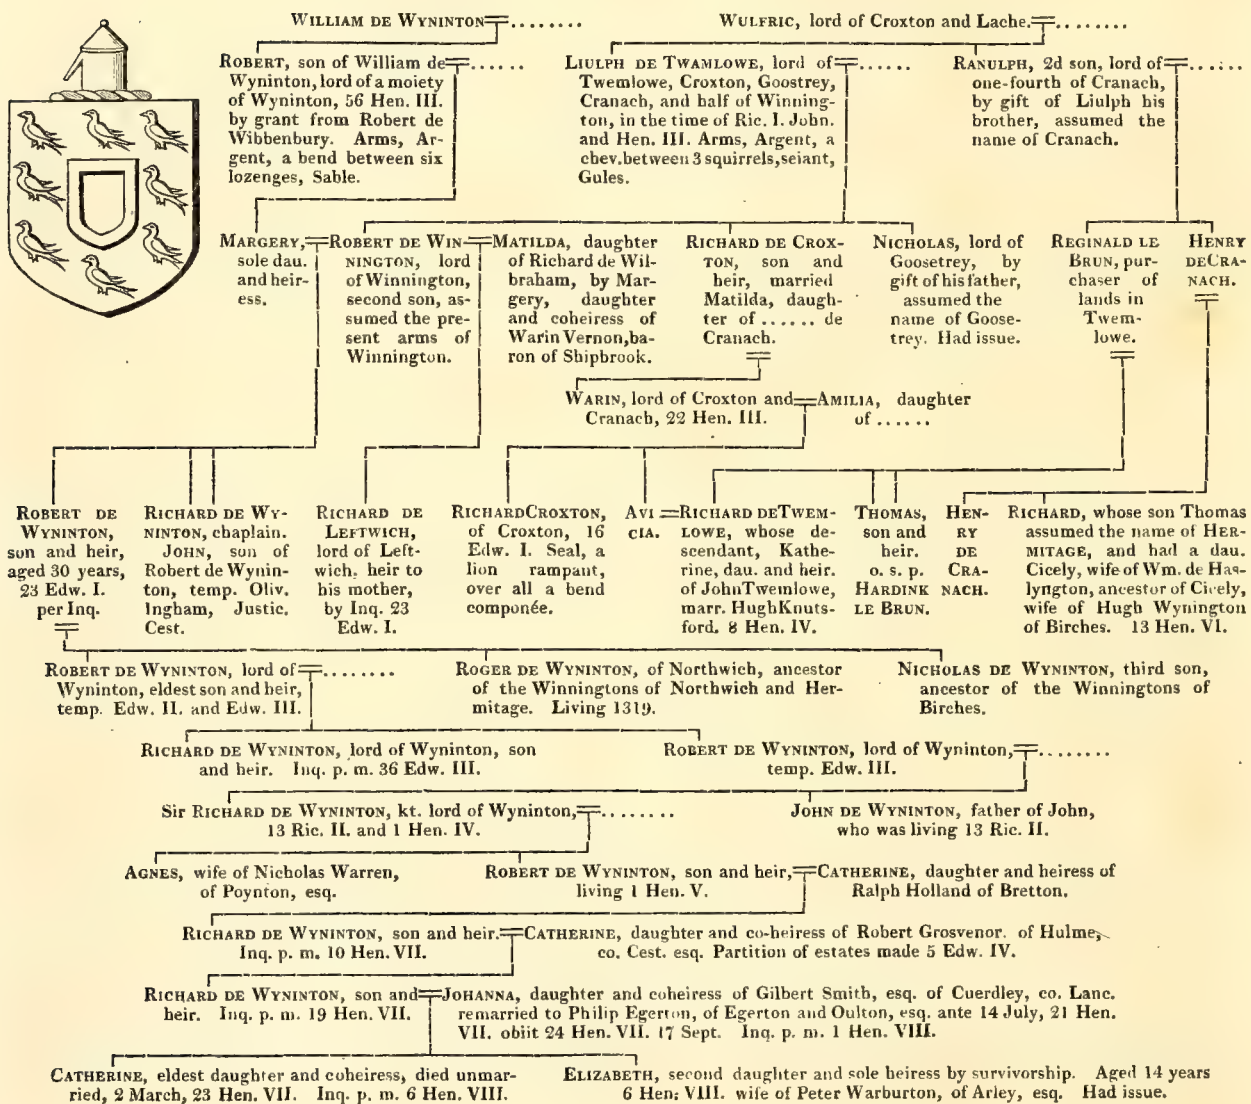 WILLIAM DE WYNINTON ........
WULFRIC, lord of Croxton and Lache. ........
ROBERT, son of William de ......
Wyninton, lord of a moiety
of Wyninton, 56 Hen. III.
by grant from Robert de
Wibbenbury. Arms, Ar-
gent, a bend between six
lozenges, Sable.
LIULPH DE TWAMLOWE, lord of ......
Twemlowe, Croxton, Goostrey,
Cranach, and half of Winning-
ton, in the time of Ric. I. John.
and Hen. III. Arms, Argent, a
chev. between 3 squirrels, seiant,
Gules.
RANULPH, 2d son, lord of ......
one-fourth of Cranach,
by gift of Liulph his
brother, assumed the
name of Cranach.
MARGERY,
sole dau.
and heir-
ess.
ROBERT DE WIN-
NINGTON, lord
of Winnington,
second son, as-
sumed the pre-
sent arms of
Winnington.
MATILDA, daughter
of Richard de Wil-
braham, by Mar-
gery, daughter
and coheiress of
Warin Vernon, ba-
ron of Shipbrook.
RICHARD DE CROX-
TON, son and
heir, married
Matilda, daugh-
ter of ...... de
Cranach.
NICHOLAS, lord of
Goosetrey, by
gift of his father,
assumed the
name of Goose-
trey. Had issue.
REGINALD LE
BRUN, pur-
chaser of
lands in
Twem-
lowe.
HENRY
DE CRA-
NACH.
WARIN, lord of Croxton and
Cranach, 22 Hen. III.
AMILIA, daughter
of ......
ROBERT DE
WYNINTON,
son and heir,
aged 30 years,
23 Edw. I.
per Inq.
RICHARD DE WY-
NINTON, chaplain.
JOHN, son of
Robert de Wynin-
ton, temp. Oliv.
Ingham, Justic.
Cest.
RICHARD DE
LEFTWICH,
lord of Left-
wich, heir to
his mother,
by Inq. 23
Edw. I.
RICHARD CROXTON,
of Croxton, 16
Edw. I. Seal, a
lion rampant,
over all a bend
componée.
AVI
CIA.
RICHARD DE TWEM-
LOWE, whose de-
scendant, Kathe-
rine, dau. and heir.
of John Twemlowe,
marr. Hugh Knuts-
ford. 8 Hen. IV.
THOMAS,
son and
heir.
o. s. p.
HARDINK
LE BRUN.
HEN-
RY
DE
CRA-
NACH.
RICHARD, whose son Thomas
assumed the name of HER-
MITAGE, and had a dau.
Cicely, wife of Wm. de Has-
lyngton, ancestor of Cicely,
wife of Hugh Wynington
of Birches. 13 Hen. VI.
ROBERT DE WYNINTON, lord of ........
Wyninton, eldest son and heir,
temp. Edw. II. and Edw. III.
ROGER DE WYNINTON, of Northwich, ancestor
of the Winningtons of Northwich and Her-
mitage. Living 1319.
NICHOLAS DE WYNINTON, third son,
ancestor of the Winningtons of
Birches.
RICHARD DE WYNINTON, lord of Wyninton, son
and heir. Inq. p. m. 36 Edw. III.
ROBERT DE WYNINTON, lord of Wyninton, ........
temp. Edw. III.
Sir RICHARD DE WYNINTON, kt. lord of Wyninton, ........
13 Ric. II. and 1 Hen. IV.
JOHN DE WYNINTON, father of John,
who was living 13 Ric. II.
AGNES, wife of Nicholas Warren,
of Poynton, esq.
ROBERT DE WYNINTON, son and heir,
living 1 Hen. V.
CATHERINE, daughter and heiress of
Ralph Holland of Bretton.
RICHARD DE WYNINTON, son and heir.
Inq. p. m. 10 Hen. VII.
CATHERINE, daughter and co-heiress of Robert Grosvenor. of Hulme,
co. Cest. esq. Partition of estates made 5 Edw. IV.
RICHARD DE WYNINTON, son and
heir. Inq. p. m. 19 Hen. VII.
JOHANNA, daughter and coheiress of Gilbert Smith, esq. of Cuerdley, co. Lanc.
remarried to Philip Egerton, of Egerton and Oulton, esq. ante 14 July, 21 Hen.
VII. obiit 24 Hen. VII. 17 Sept. Inq. p. m. 1 Hen. VIII.
CATHERINE, eldest daughter and coheiress, died unmar-
ried, 2 March, 23 Hen. VII. Inq. p. m. 6 Hen. VIII.
ELIZABETH, second daughter and sole heiress by survivorship. Aged 14 years
6 Hen: VIII. wife of Peter Warburton, of Arley, esq. Had issue.